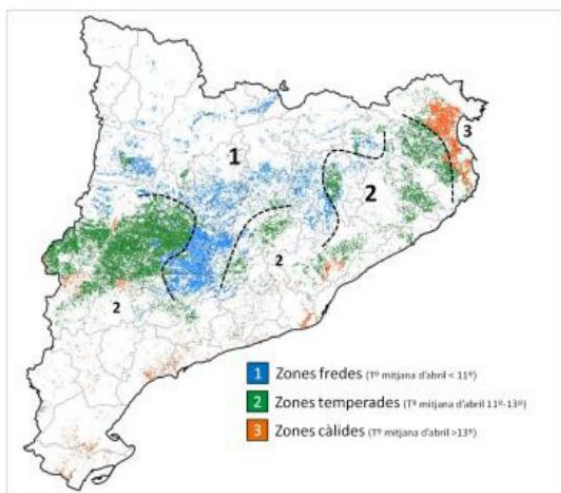 3
1
2
2
2
1 Zones fredes (Tª mitjana d'abril < 11º)
2 Zones temperades (Tª mitjana d'abril 11º-13º)
3 Zones càlides (Tª mitjana d'abril >13º)